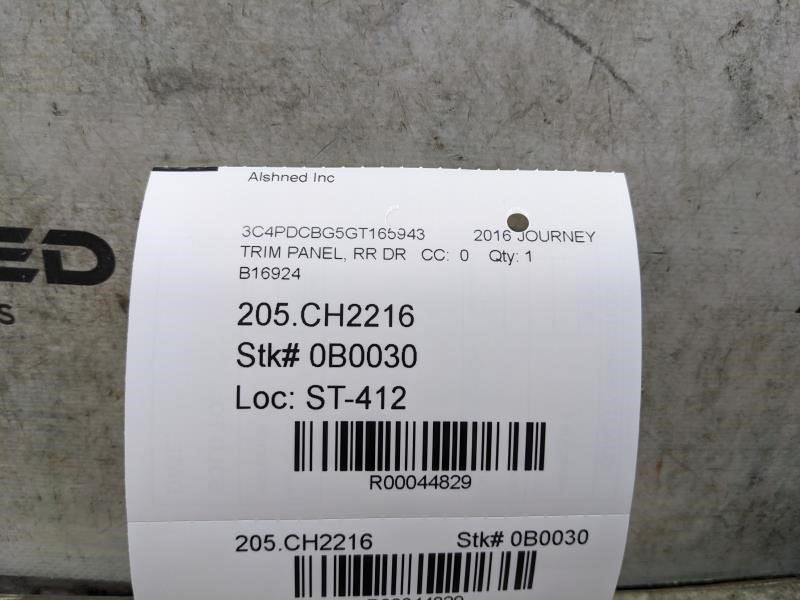 Alshned Inc
3C4PDCBG5GT165943 2016 JOURNEY
TRIM PANEL, RR DR CC: 0 Qty: 1
B16924
205.CH2216
Stk# 0B0030
Loc: ST-412
R00044829
205.CH2216 Stk# 0B0030
R00044829